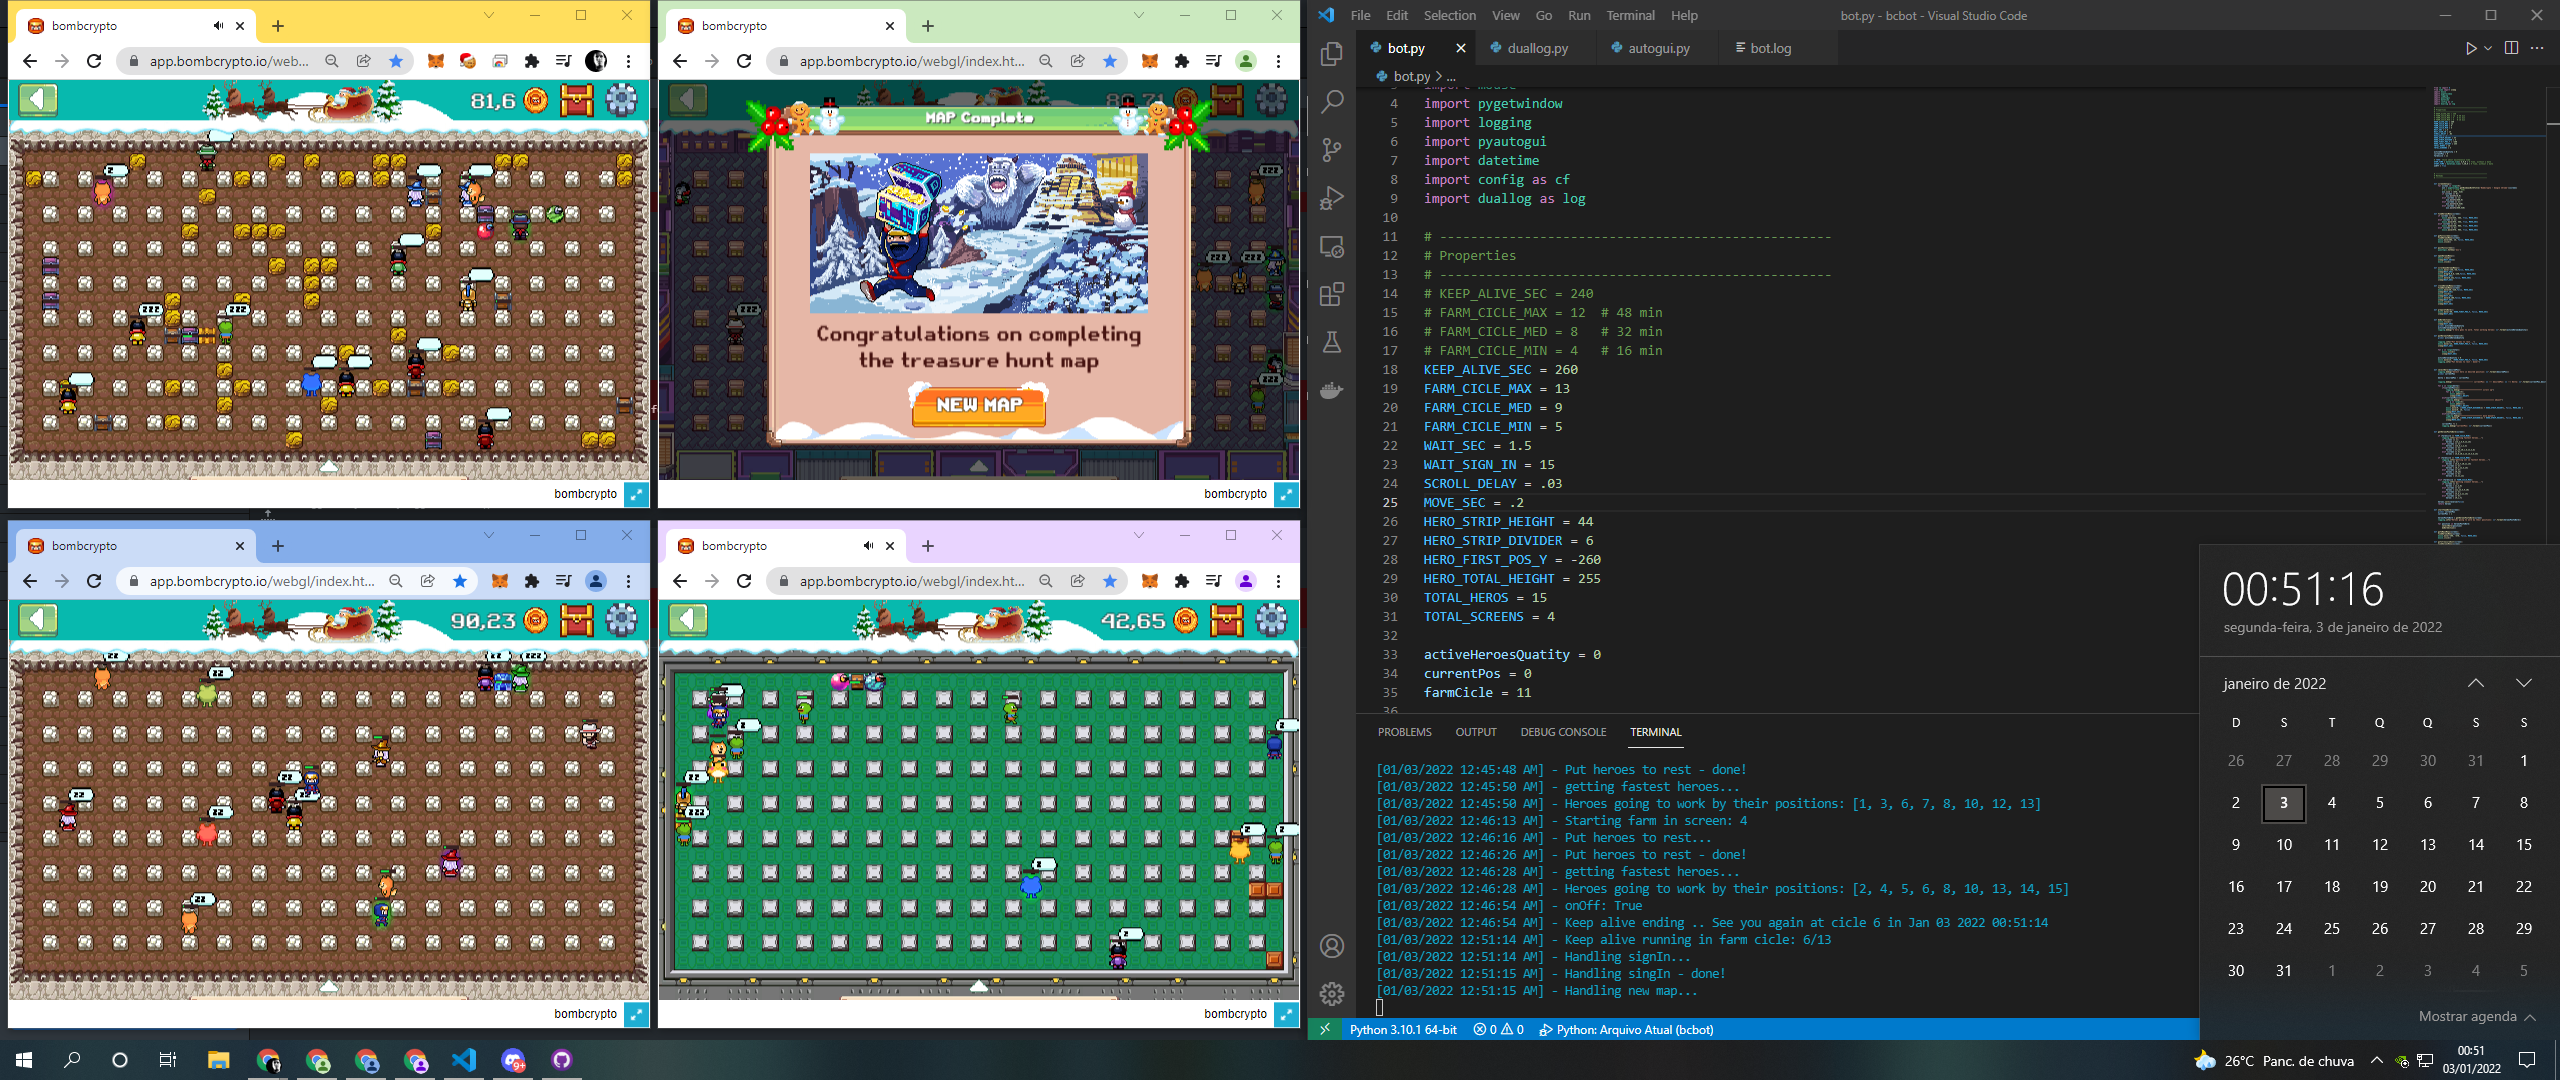 bombcrypto
app.bombcrypto.io/web...
81,6
bombcrypto
bombcrypto
app.bombcrypto.io/webgl/index.ht...
MAP Complete
Congratulations on completing
the treasure hunt map
NEW MAP
bombcrypto
bombcrypto
app.bombcrypto.io/webgl/index.ht...
90,23
bombcrypto
bombcrypto
app.bombcrypto.io/webgl/index.ht...
42,65
bombcrypto
File Edit Selection View Go Run Terminal Help
bot.py - bcbot - Visual Studio Code
bot.py
duallog.py
autogui.py
bot.log
bot.py > ...
4 import pygetwindow
5 import logging
6 import pyautogui
7 import datetime
8 import config as cf
9 import duallog as log
10
11 # --------------------------------------------------
12 # Properties
13 # --------------------------------------------------
14 # KEEP_ALIVE_SEC = 240
15 # FARM_CICLE_MAX = 12  # 48 min
16 # FARM_CICLE_MED = 8   # 32 min
17 # FARM_CICLE_MIN = 4   # 16 min
18 KEEP_ALIVE_SEC = 260
19 FARM_CICLE_MAX = 13
20 FARM_CICLE_MED = 9
21 FARM_CICLE_MIN = 5
22 WAIT_SEC = 1.5
23 WAIT_SIGN_IN = 15
24 SCROLL_DELAY = .03
25 MOVE_SEC = .2
26 HERO_STRIP_HEIGHT = 44
27 HERO_STRIP_DIVIDER = 6
28 HERO_FIRST_POS_Y = -260
29 HERO_TOTAL_HEIGHT = 255
30 TOTAL_HEROS = 15
31 TOTAL_SCREENS = 4
32
33 activeHeroesQuatity = 0
34 currentPos = 0
35 farmCicle = 11
36
PROBLEMS OUTPUT DEBUG CONSOLE TERMINAL
[01/03/2022 12:45:48 AM] - Put heroes to rest - done!
[01/03/2022 12:45:50 AM] - getting fastest heroes...
[01/03/2022 12:45:50 AM] - Heroes going to work by their positions: [1, 3, 6, 7, 8, 10, 12, 13]
[01/03/2022 12:46:13 AM] - Starting farm in screen: 4
[01/03/2022 12:46:16 AM] - Put heroes to rest...
[01/03/2022 12:46:26 AM] - Put heroes to rest - done!
[01/03/2022 12:46:28 AM] - getting fastest heroes...
[01/03/2022 12:46:28 AM] - Heroes going to work by their positions: [2, 4, 5, 6, 8, 10, 13, 14, 15]
[01/03/2022 12:46:54 AM] - onOff: True
[01/03/2022 12:46:54 AM] - Keep alive ending .. See you again at cicle 6 in Jan 03 2022 00:51:14
[01/03/2022 12:51:14 AM] - Keep alive running in farm cicle: 6/13
[01/03/2022 12:51:14 AM] - Handling signIn...
[01/03/2022 12:51:15 AM] - Handling singIn - done!
[01/03/2022 12:51:15 AM] - Handling new map...
Python 3.10.1 64-bit
0 0
Python: Arquivo Atual (bcbot)
00:51:16
segunda-feira, 3 de janeiro de 2022
janeiro de 2022
D S T Q Q S S
26 27 28 29 30 31 1
2 3 4 5 6 7 8
9 10 11 12 13 14 15
16 17 18 19 20 21 22
23 24 25 26 27 28 29
30 31 1 2 3 4 5
Mostrar agenda
9+
26°C Panc. de chuva
00:51
03/01/2022